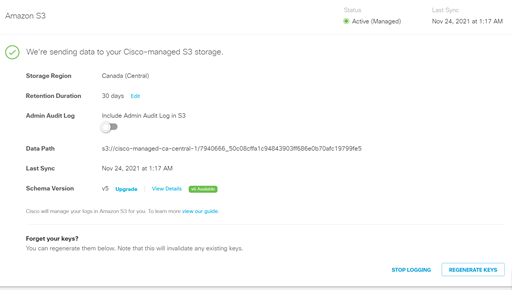 Amazon S3
Status
Active (Managed)
Last Sync
Nov 24, 2021 at 1:17 AM
We're sending data to your Cisco-managed S3 storage.
Storage Region Canada (Central)
Retention Duration 30 days Edit
Admin Audit Log Include Admin Audit Log in S3
Data Path s3://cisco-managed-ca-central-1/7940666_50c08cffa1c94843903ff686e0b70afc19799fe5
Last Sync Nov 24, 2021 at 1:17 AM
Schema Version v5 Upgrade View Details v6 Available
Cisco will manage your logs in Amazon S3 for you. To learn more view our guide.
Forget your keys?
You can regenerate them below. Note that this will invalidate any existing keys.
STOP LOGGING REGENERATE KEYS